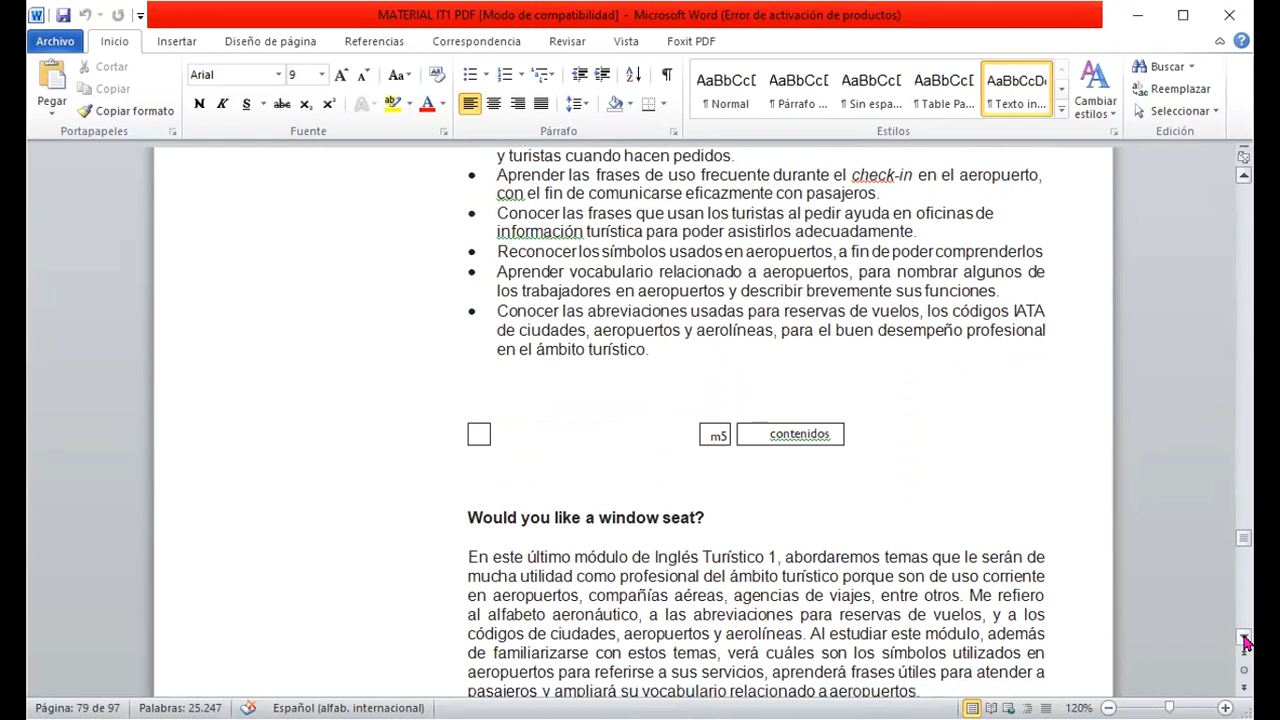 MATERIAL IT1 PDF [Modo de compatibilidad] - Microsoft Word (Error de activación de productos)
Archivo Inicio Insertar Diseño de página Referencias Correspondencia Revisar Vista Foxit PDF
Pegar
Cortar
Copiar
Copiar formato
Portapapeles
Arial 9
Fuente
Párrafo
AaBbCcD AaBbCcD AaBbCcD AaBbCcD AaBbCcD
¶ Normal ¶ Párrafo ... ¶ Sin espa... ¶ Table Pa... ¶ Texto in...
Cambiar estilos
Estilos
Buscar
Reemplazar
Seleccionar
Edición
y turistas cuando hacen pedidos.
• Aprender las frases de uso frecuente durante el check-in en el aeropuerto,
con el fin de comunicarse eficazmente con pasajeros.
• Conocer las frases que usan los turistas al pedir ayuda en oficinas de
información turística para poder asistirlos adecuadamente.
• Reconocer los símbolos usados en aeropuertos, a fin de poder comprenderlos
• Aprender vocabulario relacionado a aeropuertos, para nombrar algunos de
los trabajadores en aeropuertos y describir brevemente sus funciones.
• Conocer las abreviaciones usadas para reservas de vuelos, los códigos IATA
de ciudades, aeropuertos y aerolíneas, para el buen desempeño profesional
en el ámbito turístico.
m5 contenidos
Would you like a window seat?
En este último módulo de Inglés Turístico 1, abordaremos temas que le serán de
mucha utilidad como profesional del ámbito turístico porque son de uso corriente
en aeropuertos, compañías aéreas, agencias de viajes, entre otros. Me refiero
al alfabeto aeronáutico, a las abreviaciones para reservas de vuelos, y a los
códigos de ciudades, aeropuertos y aerolíneas. Al estudiar este módulo, además
de familiarizarse con estos temas, verá cuáles son los símbolos utilizados en
aeropuertos para referirse a sus servicios, aprenderá frases útiles para atender a
pasajeros y ampliará su vocabulario relacionado a aeropuertos.
Página: 79 de 97 Palabras: 25.247 Español (alfab. internacional) 120%